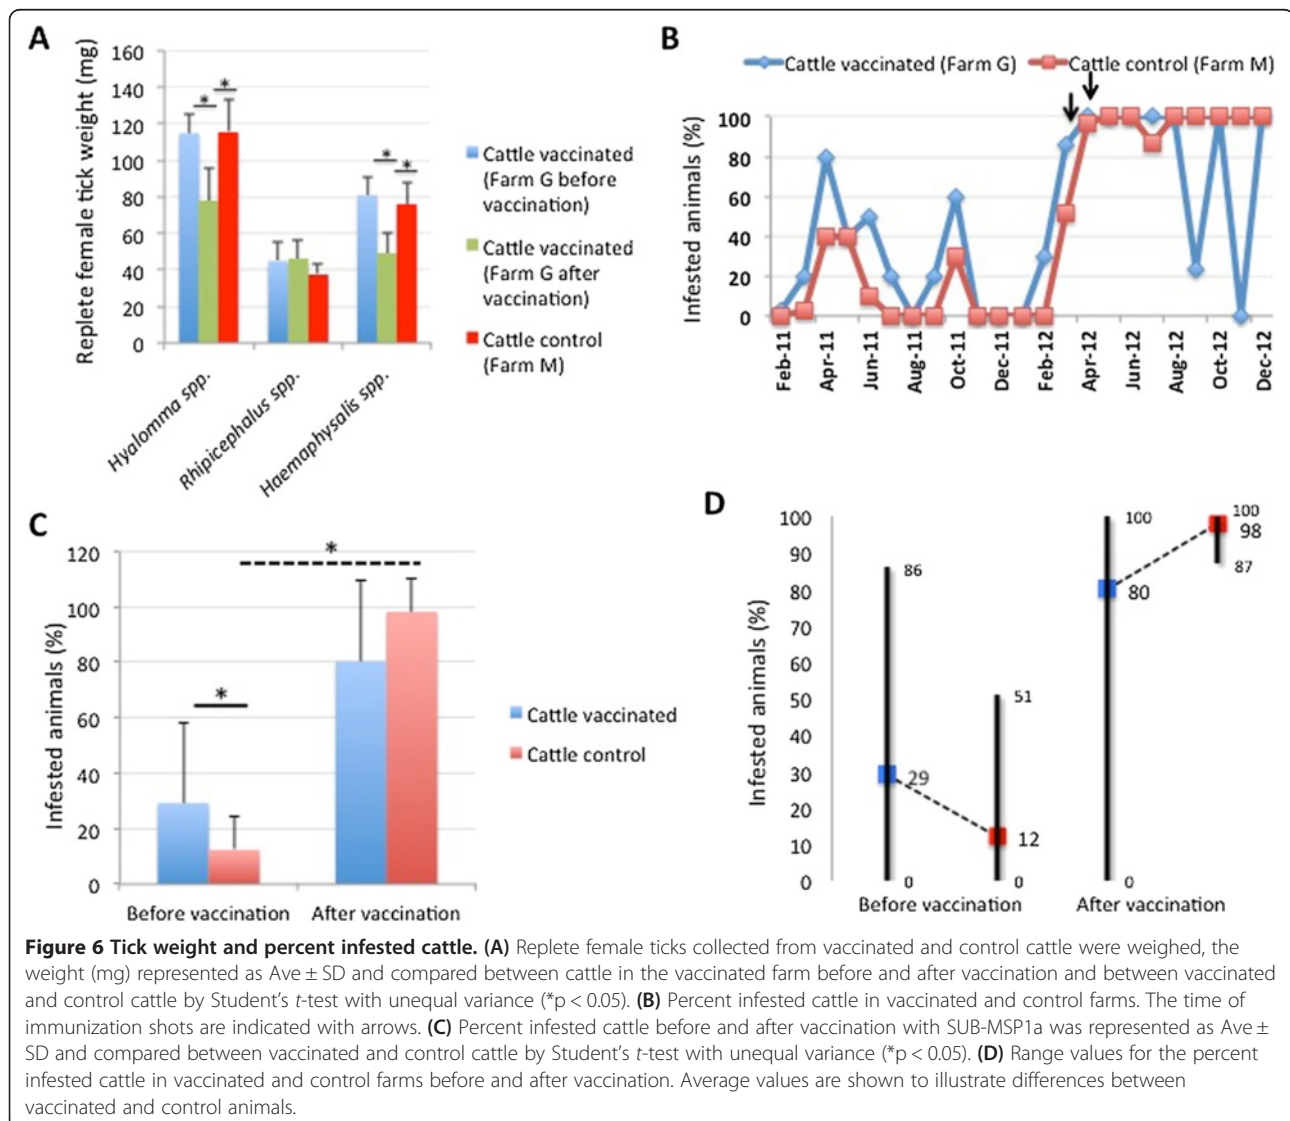 A
Replete female tick weight (mg)
160
140
120
100
80
60
40
20
0
*
*
*
*
Hyalomma spp.
Rhipicephalus spp.
Haemaphysalis spp.
Cattle vaccinated
(Farm G before
vaccination)
Cattle vaccinated
(Farm G after
vaccination)
Cattle control
(Farm M)
B
Cattle vaccinated (Farm G)
Cattle control (Farm M)
Infested animals (%)
100
80
60
40
20
0
Feb-11
Apr-11
Jun-11
Aug-11
Oct-11
Dec-11
Feb-12
Apr-12
Jun-12
Aug-12
Oct-12
Dec-12
C
Infested animals (%)
120
100
80
60
40
20
0
*
*
Before vaccination
After vaccination
Cattle vaccinated
Cattle control
D
Infested animals (%)
100
90
80
70
60
50
40
30
20
10
0
86
29
0
51
12
0
100
80
0
100
98
87
Before vaccination
After vaccination
Figure 6 Tick weight and percent infested cattle. (A) Replete female ticks collected from vaccinated and control cattle were weighed, the
weight (mg) represented as Ave ± SD and compared between cattle in the vaccinated farm before and after vaccination and between vaccinated
and control cattle by Student's t-test with unequal variance (*p < 0.05). (B) Percent infested cattle in vaccinated and control farms. The time of
immunization shots are indicated with arrows. (C) Percent infested cattle before and after vaccination with SUB-MSP1a was represented as Ave ±
SD and compared between vaccinated and control cattle by Student's t-test with unequal variance (*p < 0.05). (D) Range values for the percent
infested cattle in vaccinated and control farms before and after vaccination. Average values are shown to illustrate differences between
vaccinated and control animals.